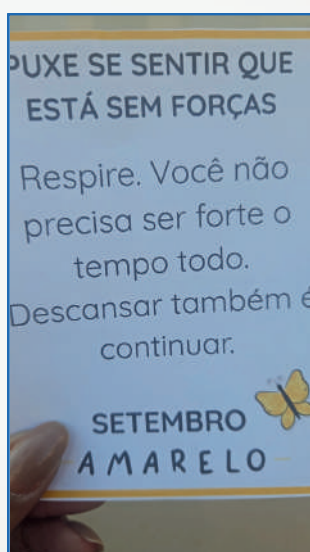 PUXE SE SENTIR QUE
ESTÁ SEM FORÇAS
Respire. Você não
precisa ser forte o
tempo todo.
Descansar também é
continuar.
SETEMBRO
AMARELO